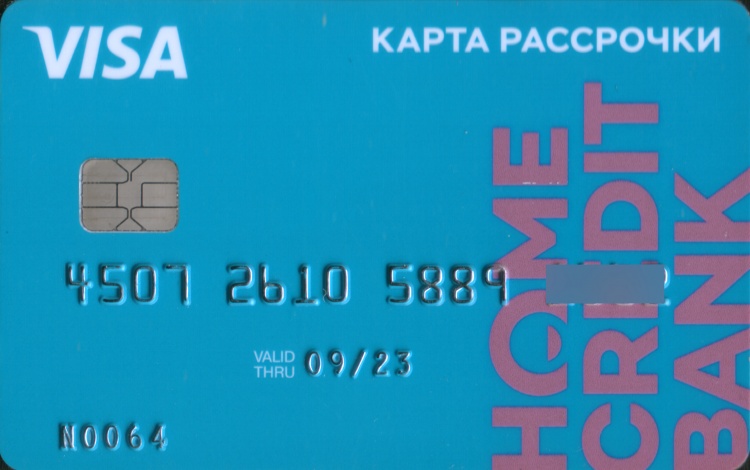 VISA
КАРТА РАССРОЧКИ
HOME
CREDIT
BANK
4507 2610 5889
VALID
THRU 09/23
N0064